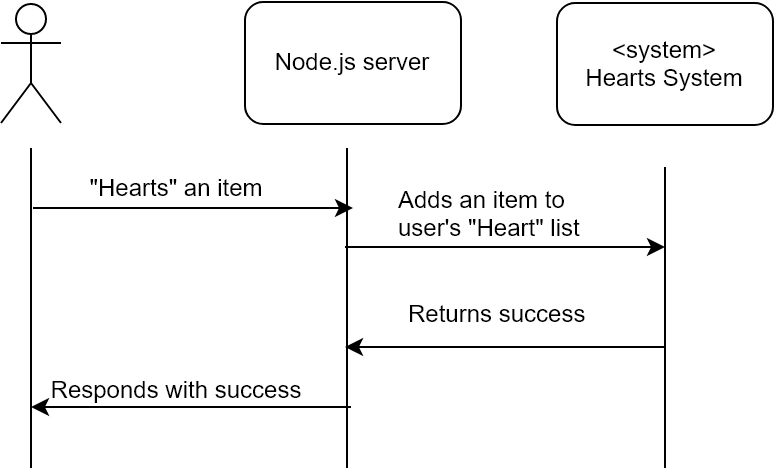 Node.js server
<system>
Hearts System
"Hearts" an item
Adds an item to
user's "Heart" list
Returns success
Responds with success